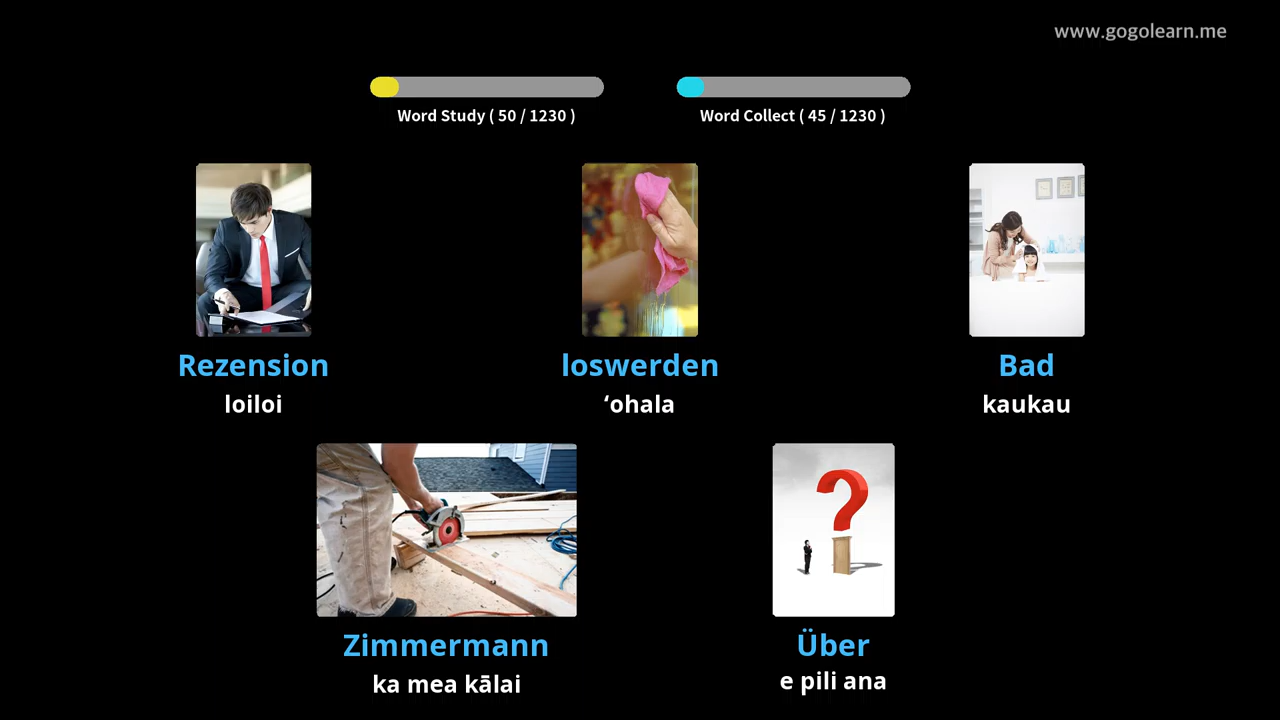 www.gogolearn.me
Word Study ( 50 / 1230 )
Word Collect ( 45 / 1230 )
Rezension
loiloi
loswerden
ʻohala
Bad
kaukau
Zimmermann
ka mea kālai
Über
e pili ana